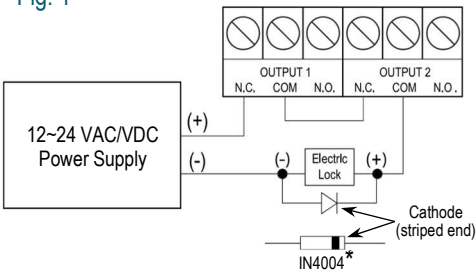 Fig. 1
OUTPUT 1 OUTPUT 2
N.C. COM N.O. N.C. COM N.O.
12~24 VAC/VDC
Power Supply
(+)
(-)
(-) Electric (+)
Lock
Cathode
(striped end)
IN4004*